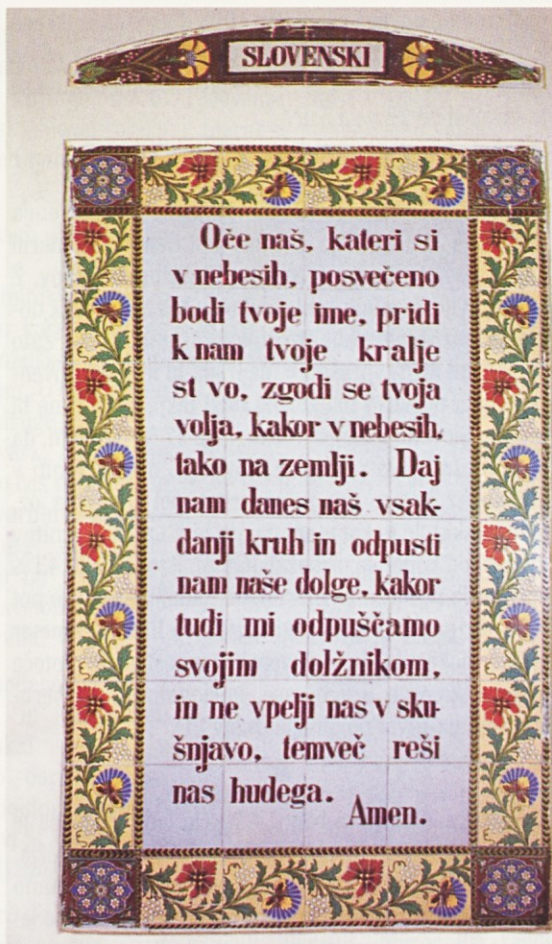 SLOVENSKI
Oče naš, kateri si
v nebesih, posvečeno
bodi tvoje ime, pridi
k nam tvoje kralje
st vo, zgodi se tvoja
volja, kakor v nebesih,
tako na zemlji. Daj
nam danes naš vsak-
danji kruh in odpusti
nam naše dolge, kakor
tudi mi odpuščamo
svojim dolžnikom,
in ne vpelji nas v sku-
šnjavo, temveč reši
nas hudega.
Amen.